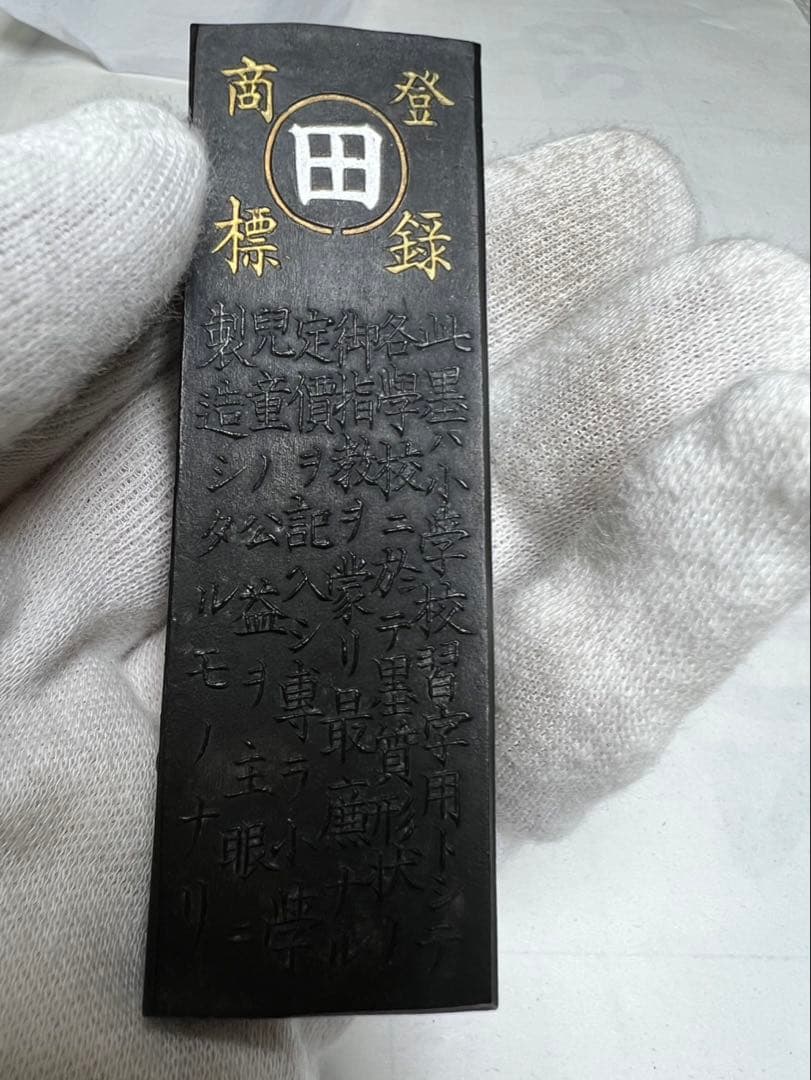 登録
商標
田
此墨ハ小學校習字用トシテ
各學校ニ於テ墨質形状ノ
御指教ヲ蒙リ最廉ナル
定價ヲ記入シ專ラ小學
兒童ノ公益ヲ主眼ニ
製造シタルモノナリ